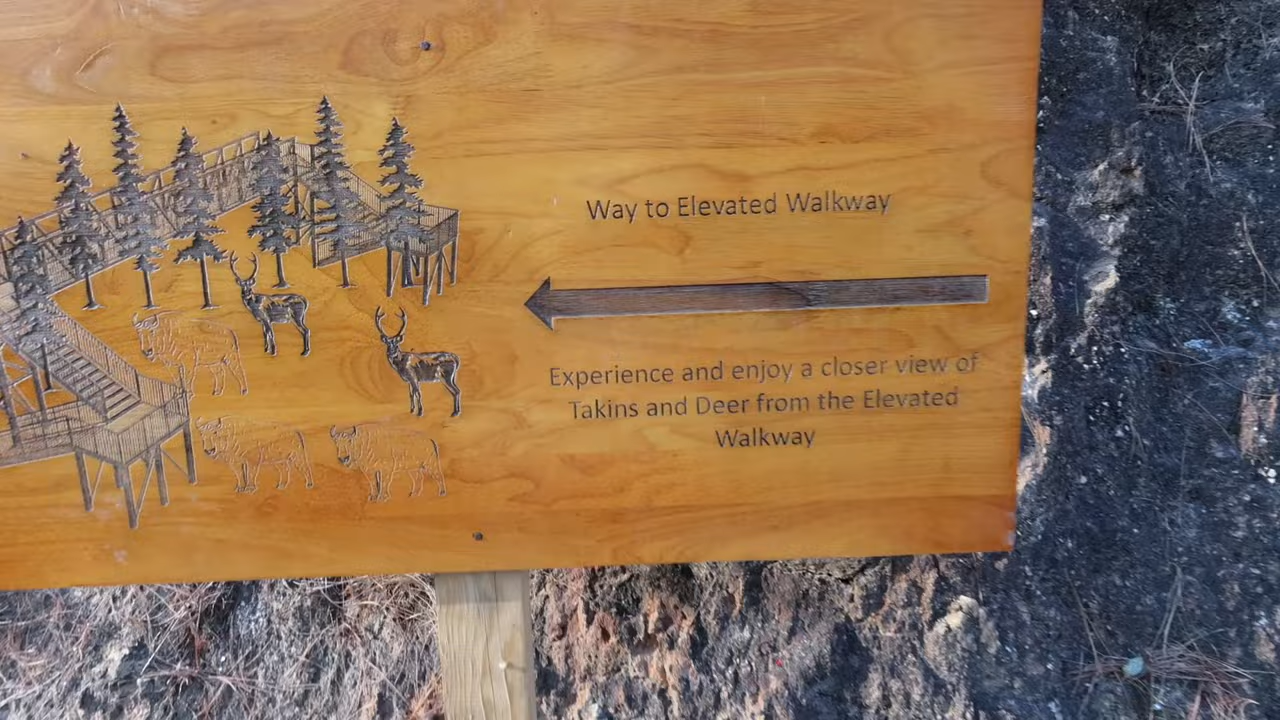 Way to Elevated Walkway
Experience and enjoy a closer view of
Takins and Deer from the Elevated
Walkway